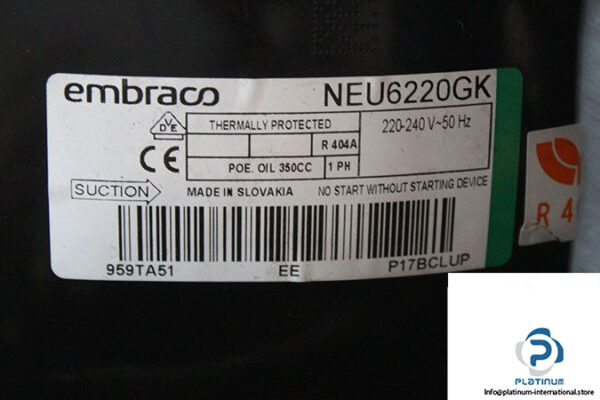 embraco NEU6220GK
DVE
THERMALLY PROTECTED
220-240 V~50 Hz
R 404A
CE
POE. OIL 350CC
1 PH
SUCTION
MADE IN SLOVAKIA
NO START WITHOUT STARTING DEVICE
959TA51
EE
P17BCLUP
R 4
PLATINUM
Info@platinum-international.store